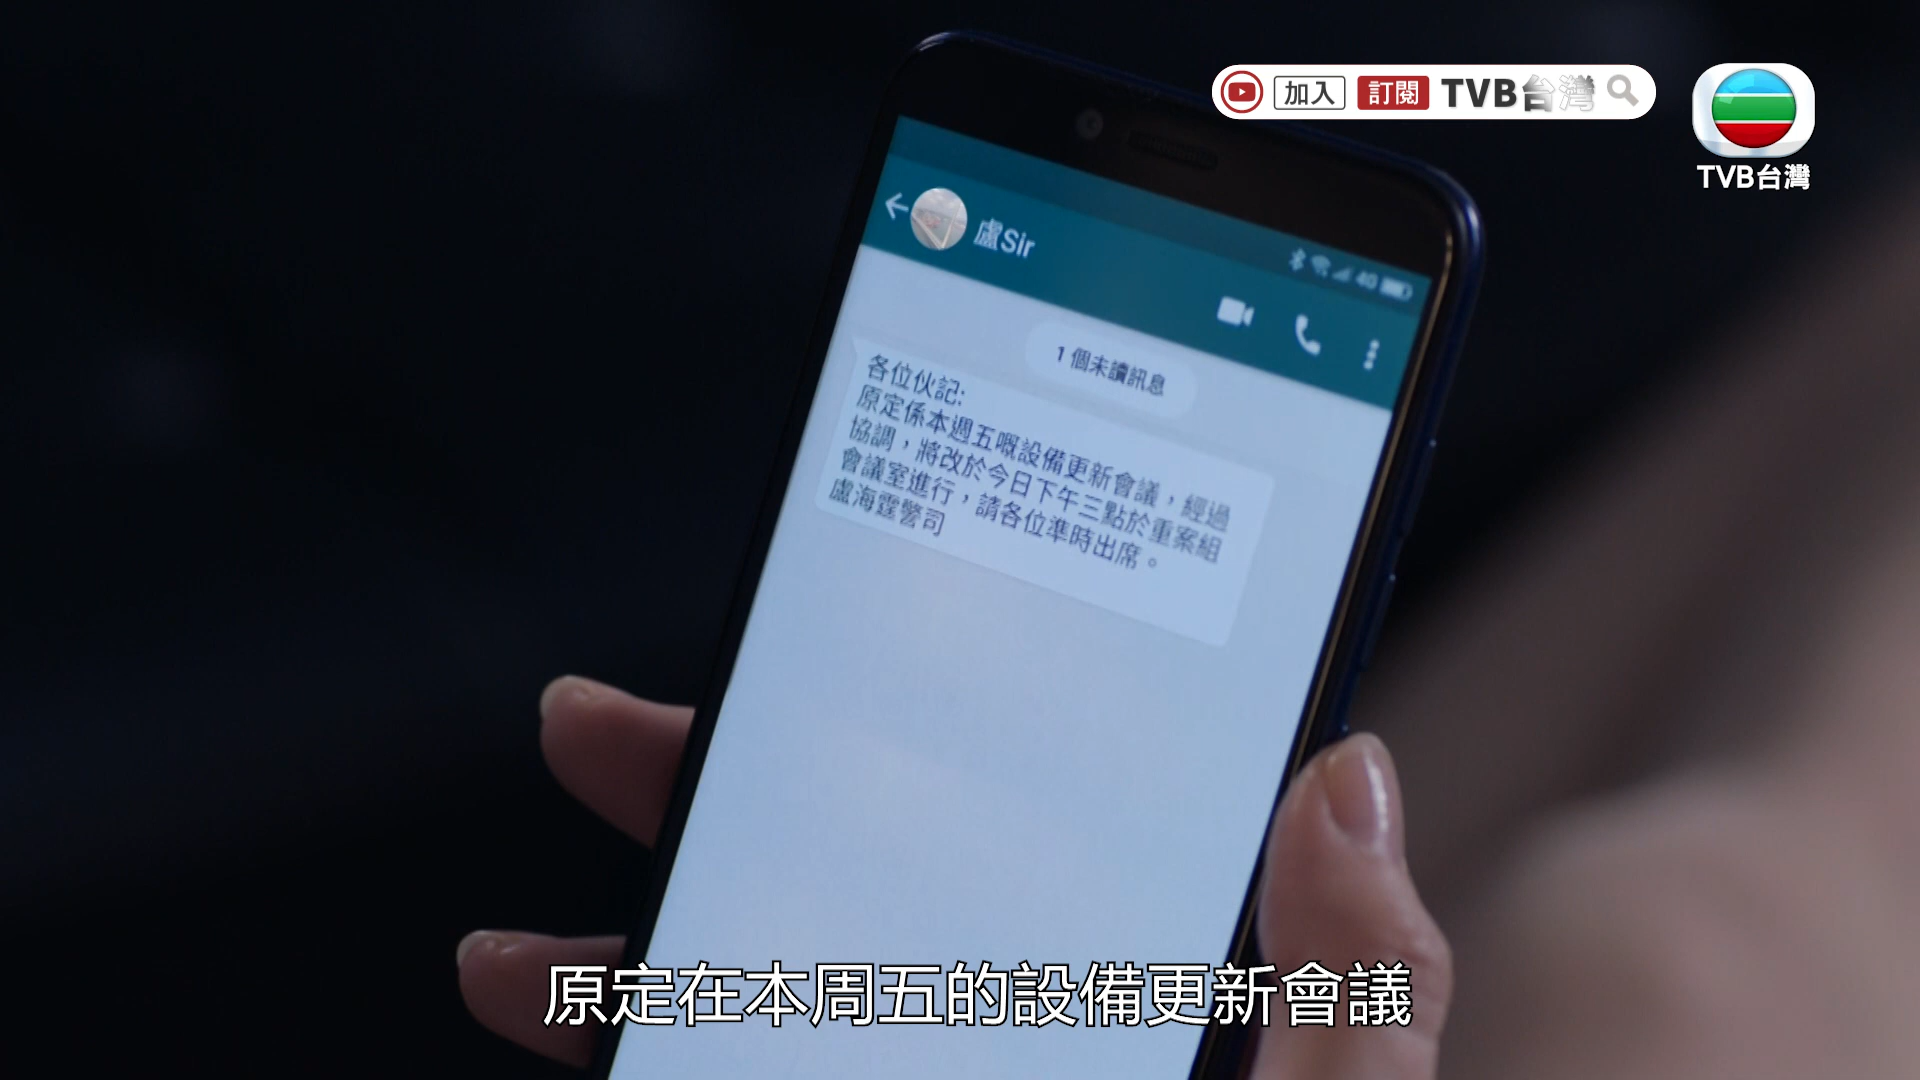 加入 訂閱 TVB台灣
TVB台灣
盧Sir
4G
1 個未讀訊息
各位伙記:
原定係本週五嘅設備更新會議，經過
協調，將改於今日下午三點於重案組
會議室進行，請各位準時出席。
盧海霆警司
原定在本周五的設備更新會議